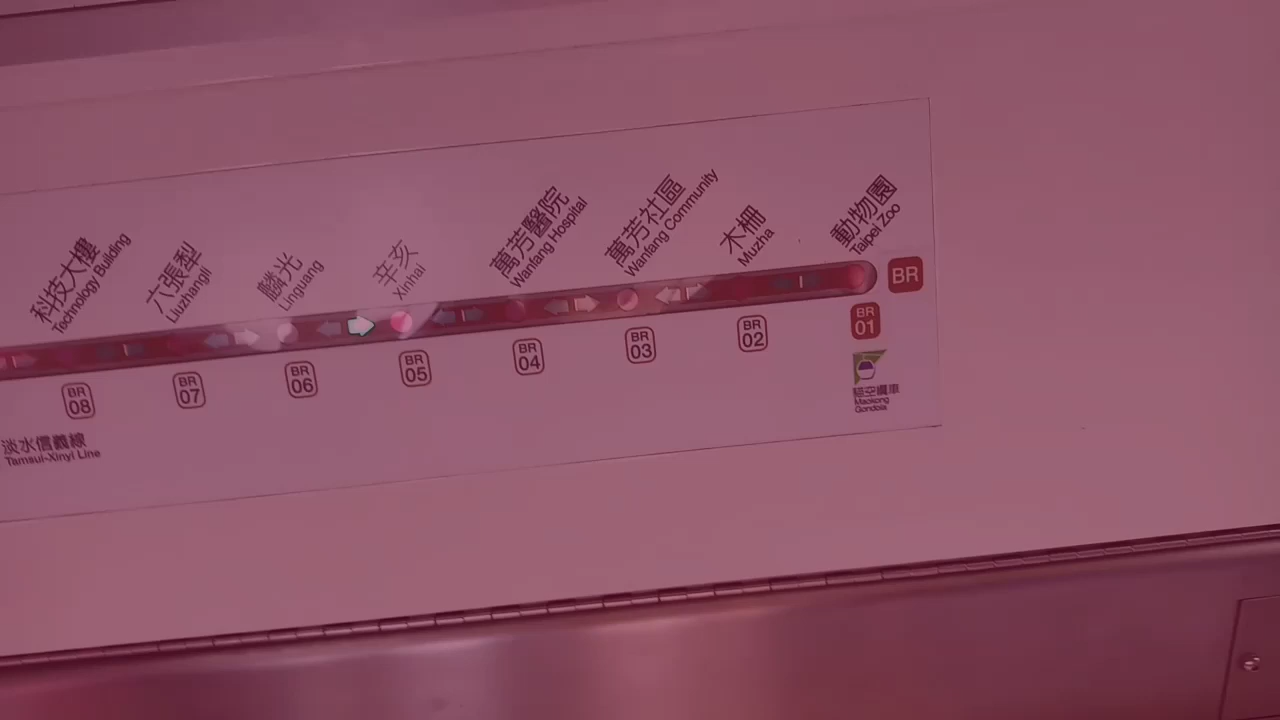 科技大樓
Technology Building
六張犁
Liuzhangli
麟光
Linguang
辛亥
Xinhai
萬芳醫院
Wanfang Hospital
萬芳社區
Wanfang Community
木柵
Muzha
動物園
Taipei Zoo
BR
BR
08
BR
07
BR
06
BR
05
BR
04
BR
03
BR
02
BR
01
貓空纜車
Maokong
Gondola
淡水信義線
Tamsui-Xinyi Line